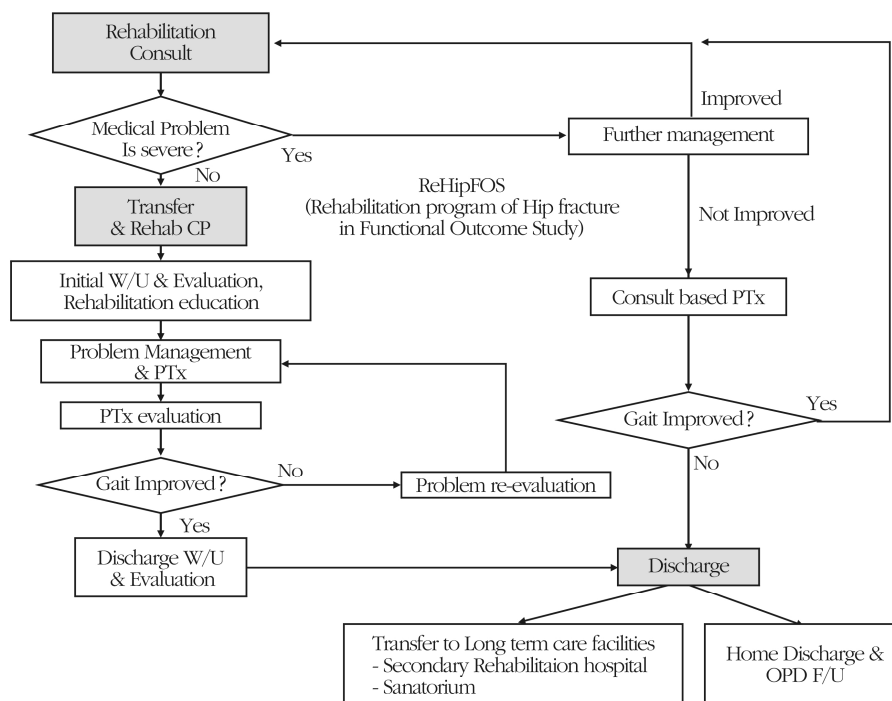 Rehabilitation
Consult
Improved
Medical Problem
Is severe?
Yes
Further management
No
ReHipFOS
(Rehabilitation program of Hip fracture
in Functional Outcome Study)
Transfer
& Rehab CP
Not Improved
Initial W/U & Evaluation,
Rehabilitation education
Consult based PTx
Problem Management
& PTx
PTx evaluation
Gait Improved?
Yes
No
Gait Improved?
No
Problem re-evaluation
Yes
Discharge W/U
& Evaluation
Discharge
Transfer to Long term care facilities
- Secondary Rehabilitaion hospital
- Sanatorium
Home Discharge &
OPD F/U